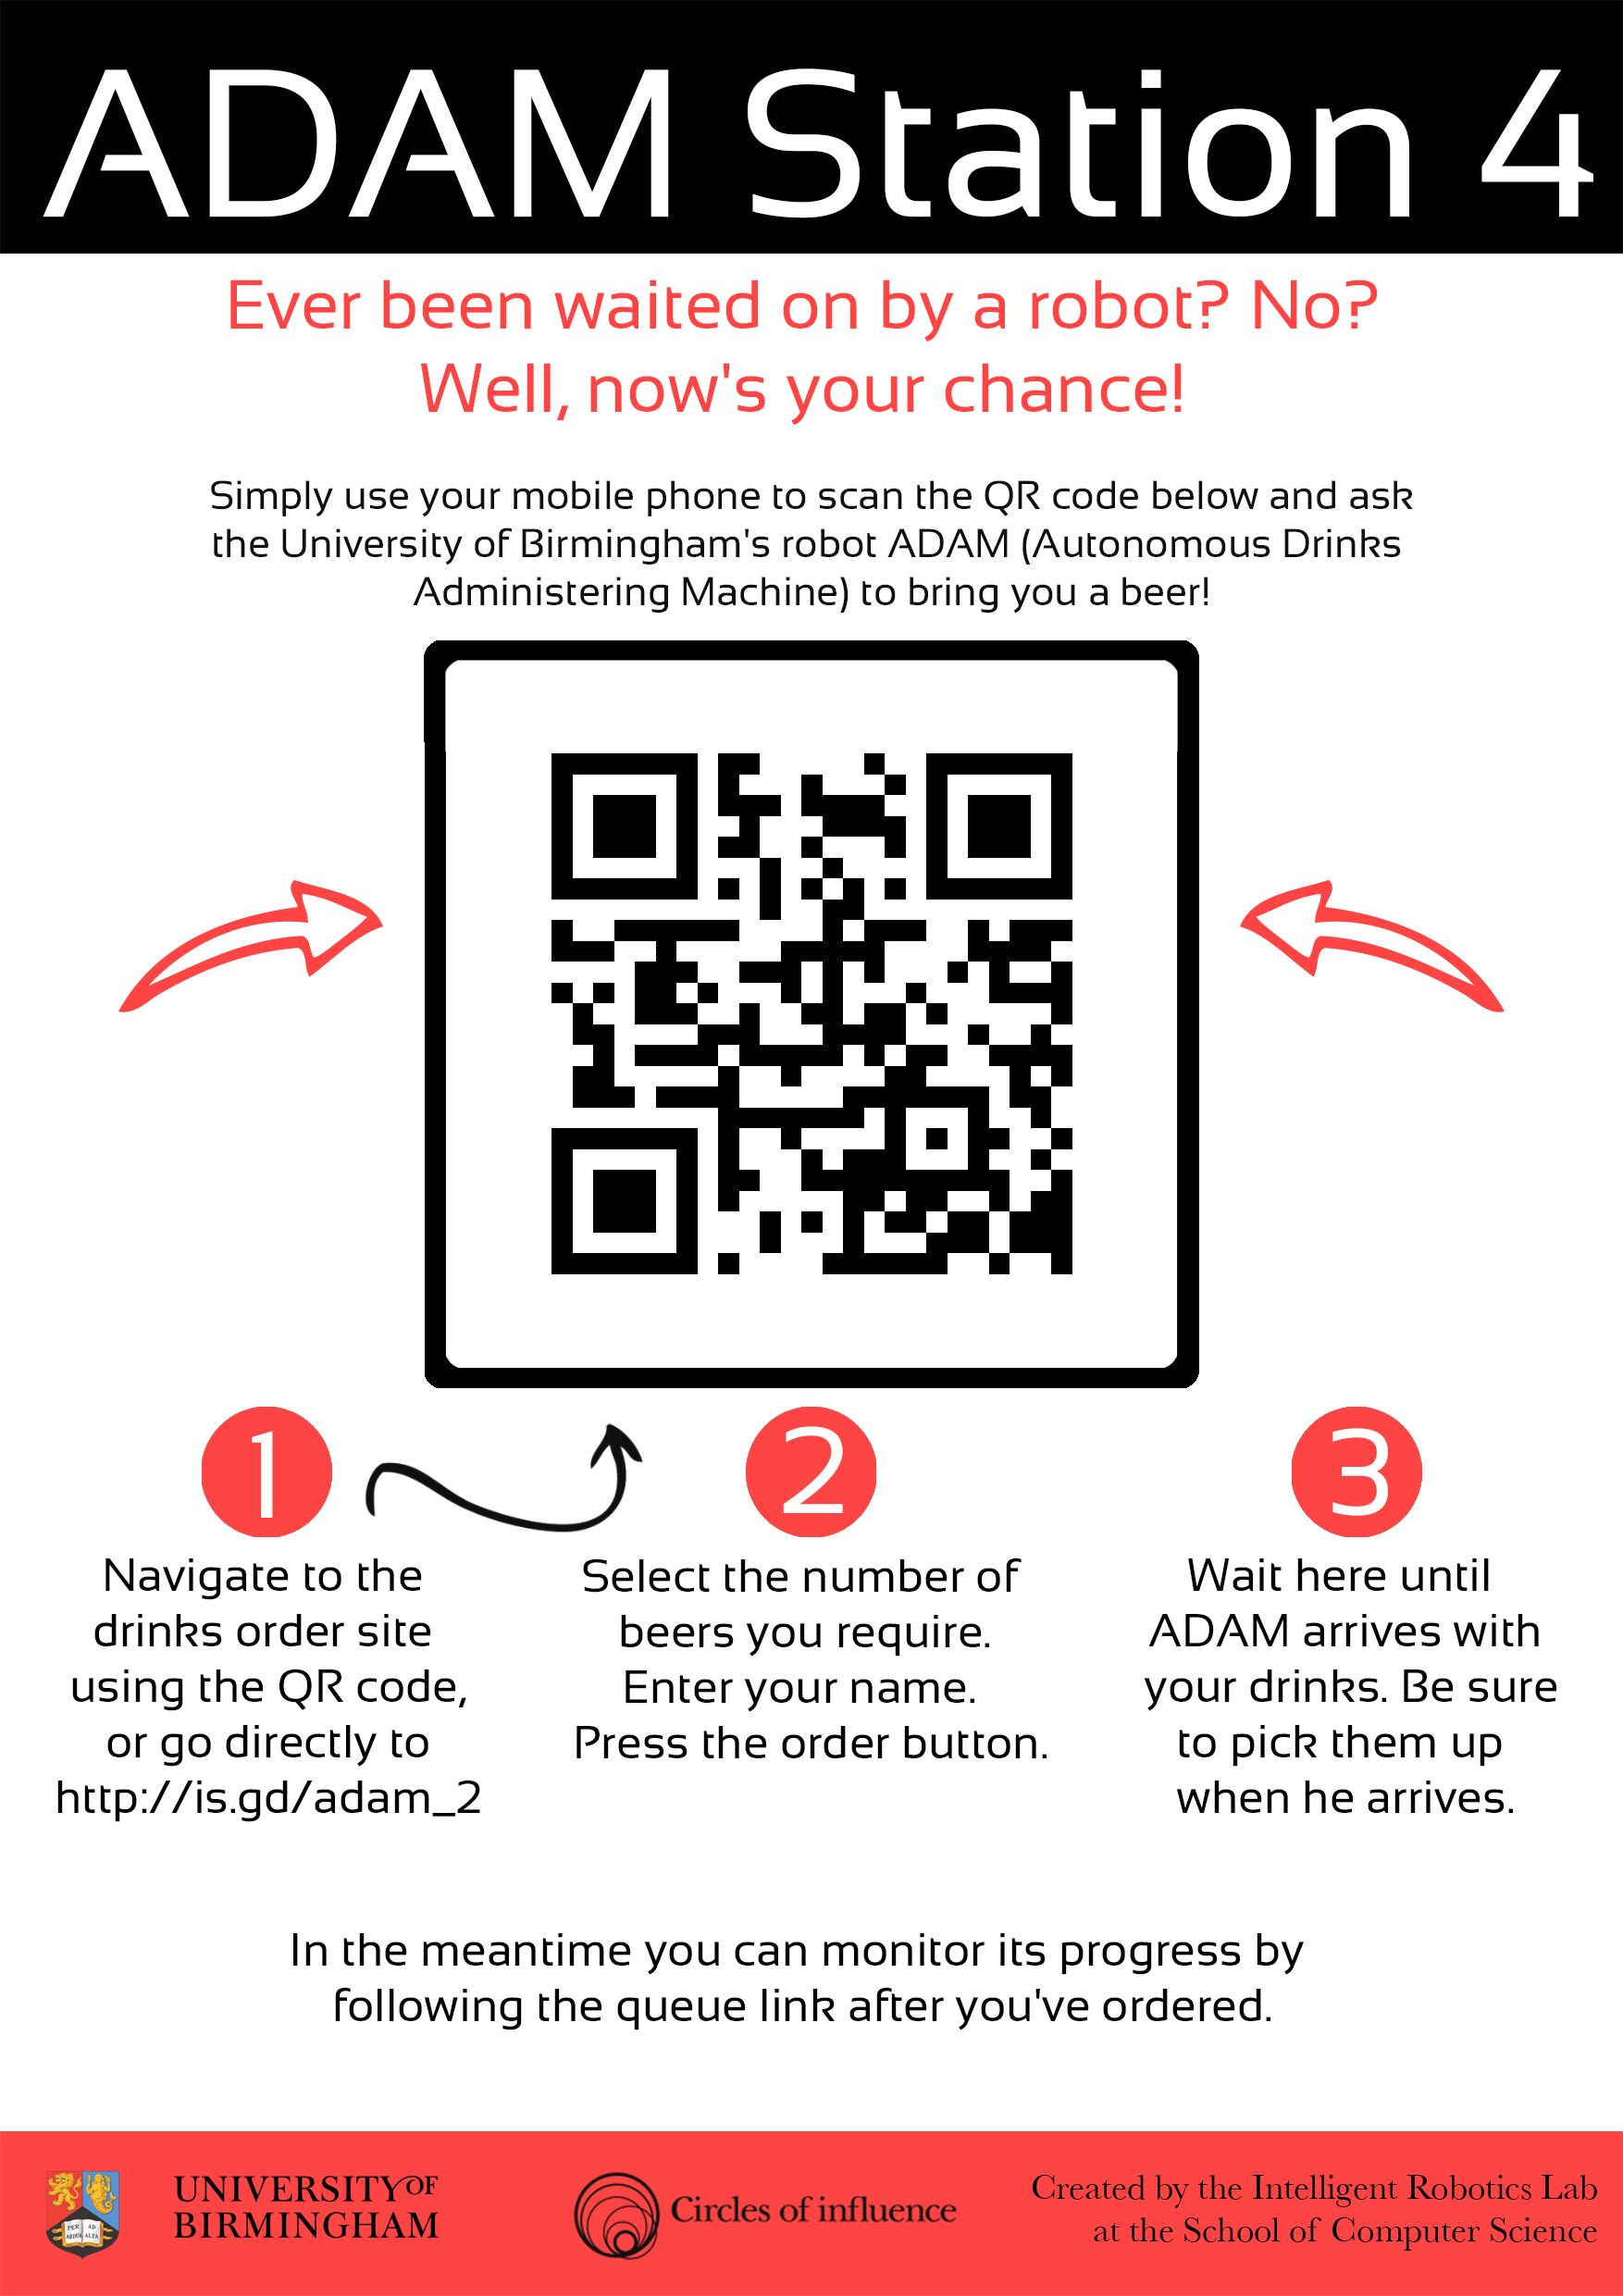 ADAM Station 4
Ever been waited on by a robot? No?
Well, now's your chance!
Simply use your mobile phone to scan the QR code below and ask
the University of Birmingham's robot ADAM (Autonomous Drinks
Administering Machine) to bring you a beer!
1
Navigate to the
drinks order site
using the QR code,
or go directly to
http://is.gd/adam_2
2
Select the number of
beers you require.
Enter your name.
Press the order button.
3
Wait here until
ADAM arrives with
your drinks. Be sure
to pick them up
when he arrives.
In the meantime you can monitor its progress by
following the queue link after you've ordered.
PER AD
ARDUA ALTA
UNIVERSITY OF
BIRMINGHAM
Circles of influence
Created by the Intelligent Robotics Lab
at the School of Computer Science